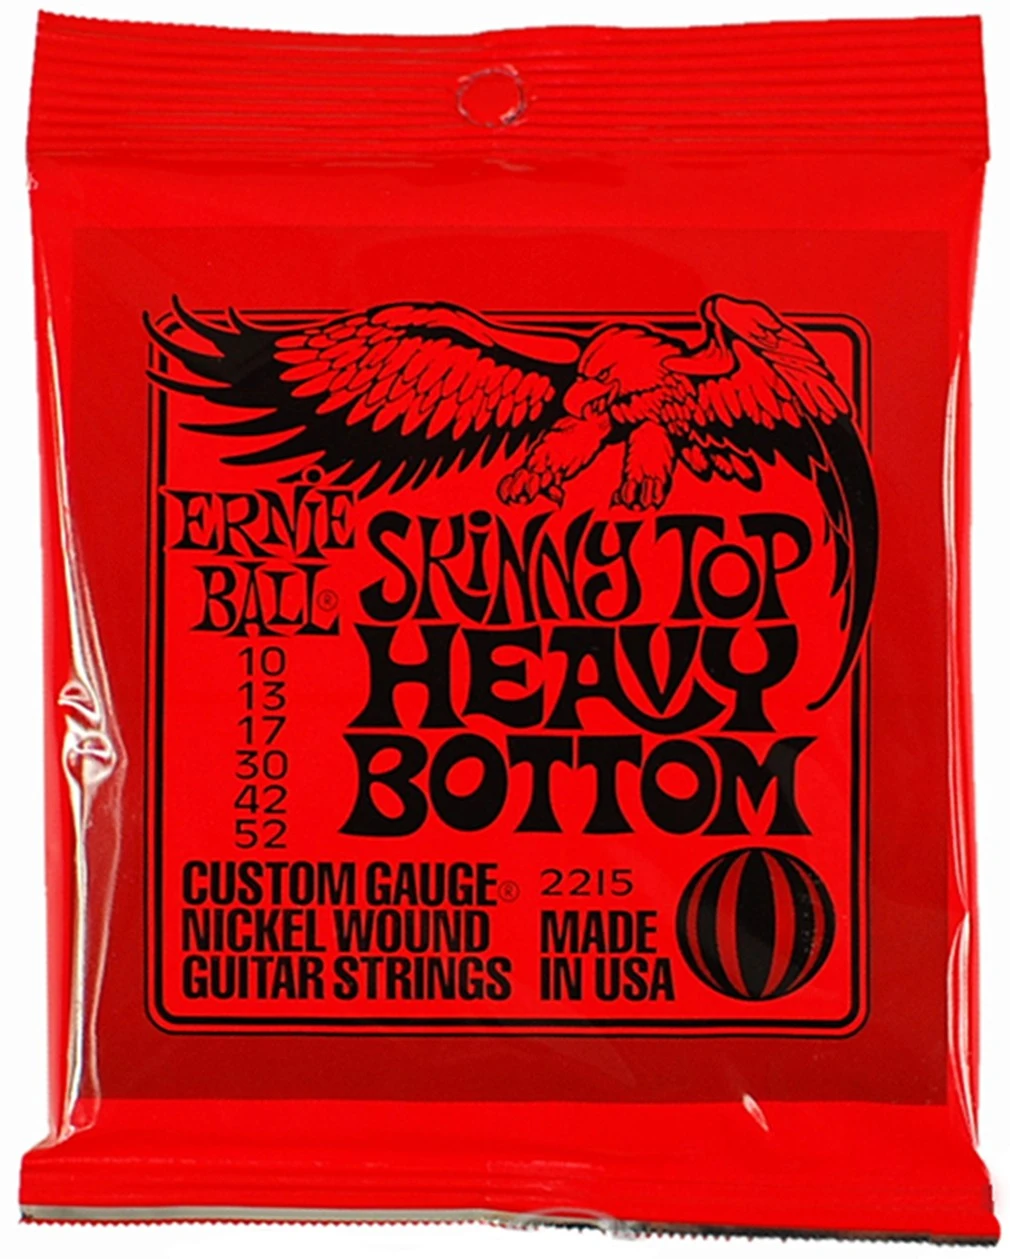 ERNiE
BALL®
SKiNNY TOP
HEAVY
BOTTOM
10
13
17
30
42
52
CUSTOM GAUGE®
NICKEL WOUND
GUITAR STRINGS
2215
MADE
IN USA